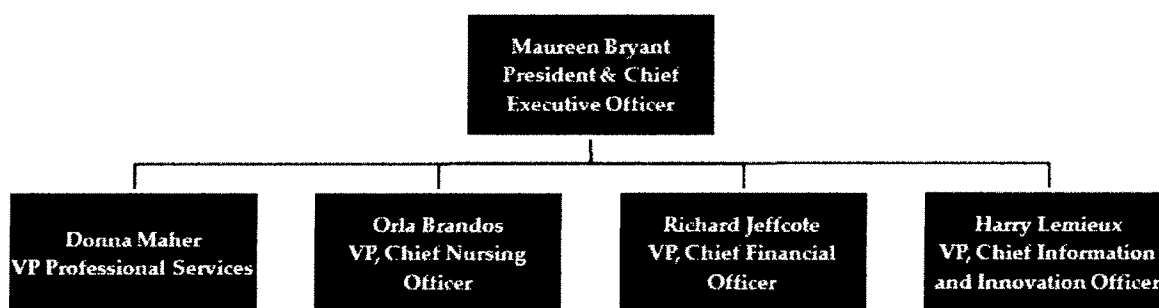 Maureen Bryant
President & Chief
Executive Officer
Donna Maher
VP Professional Services
Orla Brandos
VP, Chief Nursing
Officer
Richard Jeffcote
VP, Chief Financial
Officer
Harry Lemieux
VP, Chief Information
and Innovation Officer